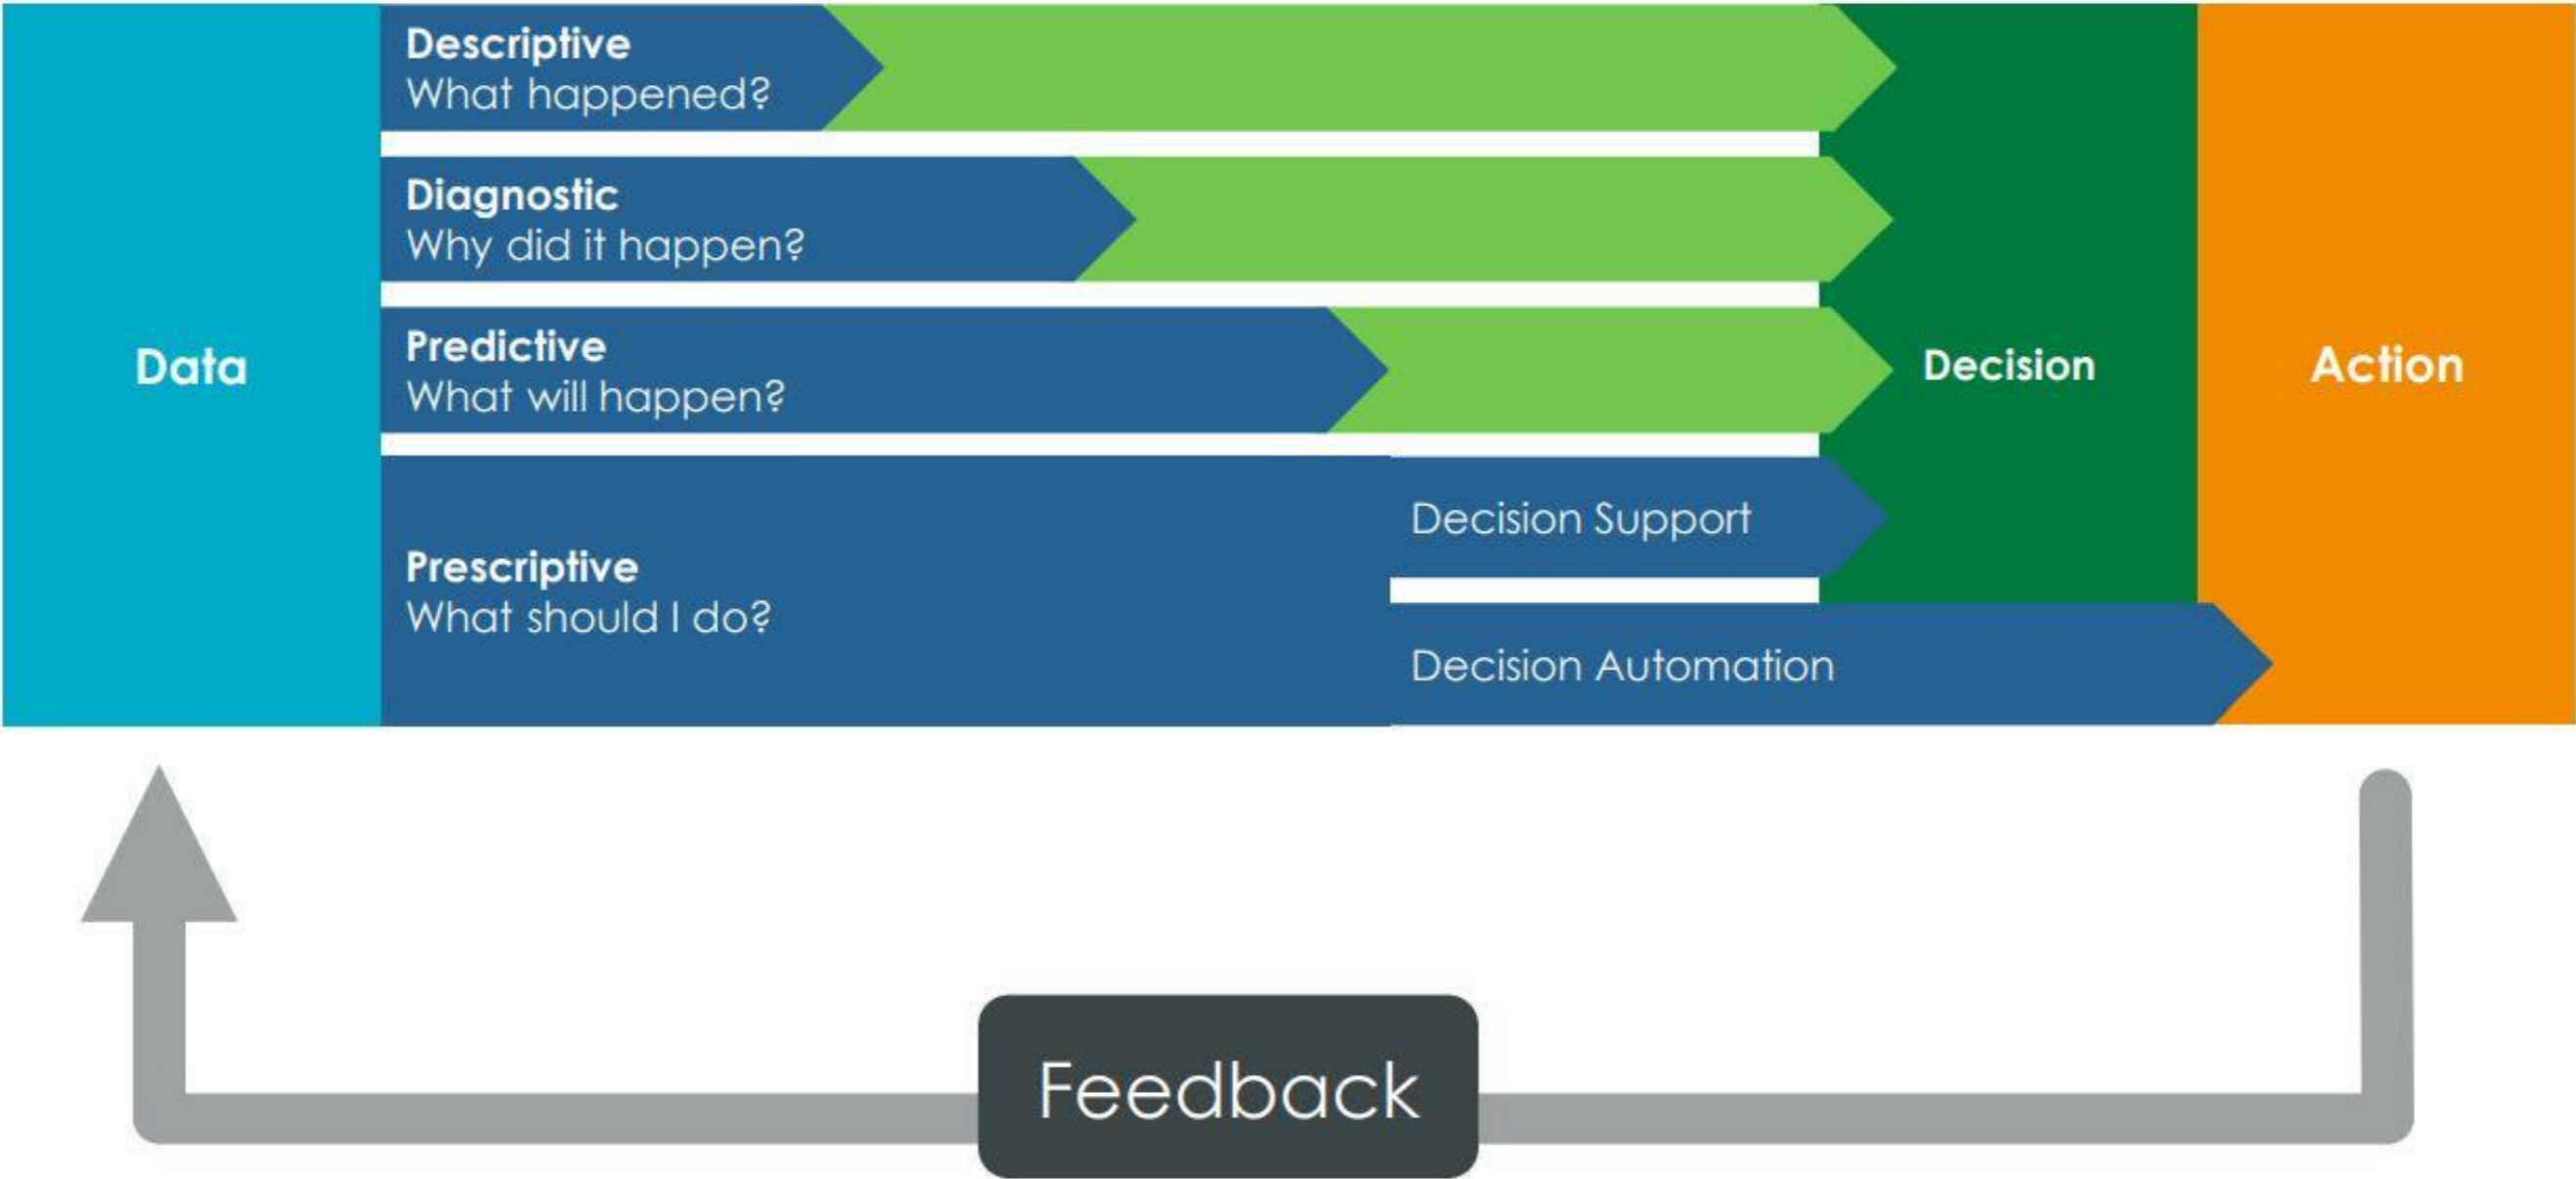 Data
Descriptive
What happened?
Diagnostic
Why did it happen?
Predictive
What will happen?
Prescriptive
What should I do?
Decision Support
Decision Automation
Decision
Action
Feedback